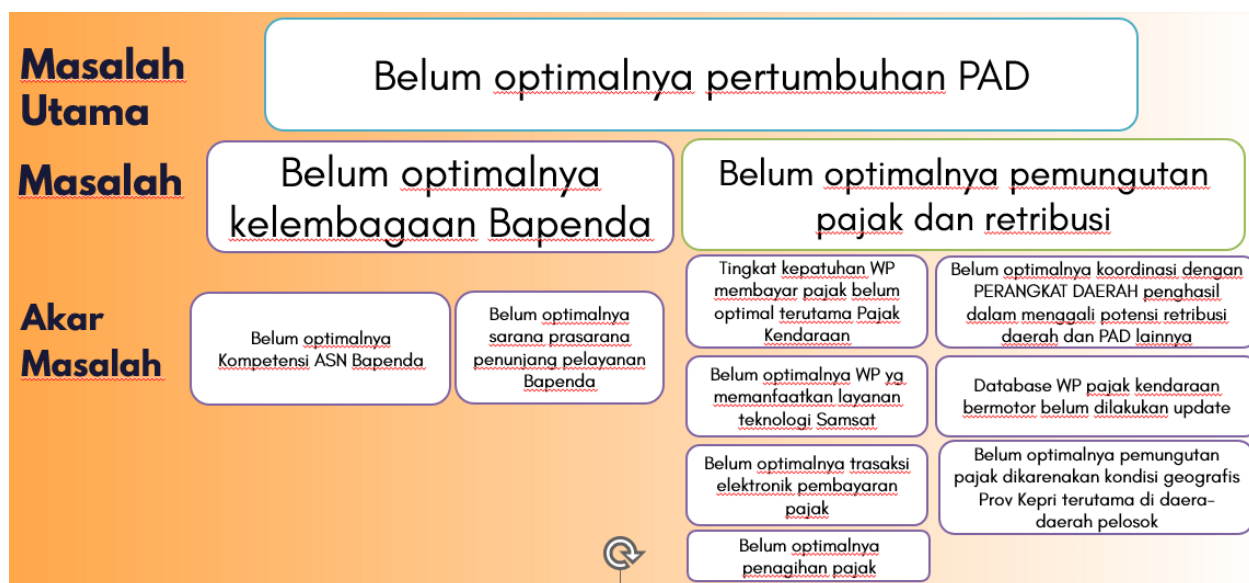 Masalah
Utama
Belum optimalnya pertumbuhan PAD
Masalah
Belum optimalnya
kelembagaan Bapenda
Belum optimalnya pemungutan
pajak dan retribusi
Akar
Masalah
Belum optimalnya
Kompetensi ASN Bapenda
Belum optimalnya
sarana prasarana
penunjang pelayanan
Bapenda
Tingkat kepatuhan WP
membayar pajak belum
optimal terutama Pajak
Kendaraan
Belum optimalnya koordinasi dengan
PERANGKAT DAERAH penghasil
dalam menggali potensi retribusi
daerah dan PAD lainnya
Belum optimalnya WP yg
memanfaatkan layanan
teknologi Samsat
Database WP pajak kendaraan
bermotor belum dilakukan update
Belum optimalnya trasaksi
elektronik pembayaran
pajak
Belum optimalnya pemungutan
pajak dikarenakan kondisi geografis
Prov Kepri terutama di daera-
daerah pelosok
Belum optimalnya
penagihan pajak